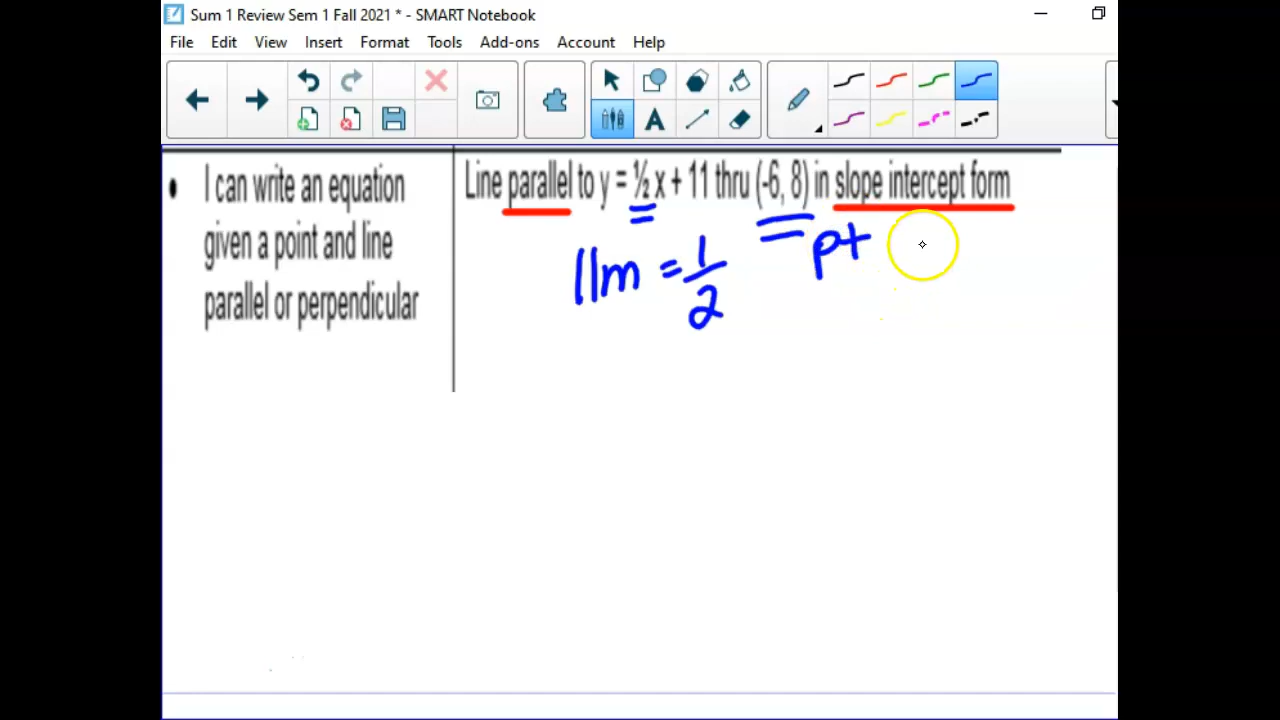 Sum 1 Review Sem 1 Fall 2021 * - SMART Notebook
File Edit View Insert Format Tools Add-ons Account Help
A
• I can write an equation
given a point and line
parallel or perpendicular
Line parallel to y = ½ x + 11 thru (-6, 8) in slope intercept form
pt
||m = 1/2